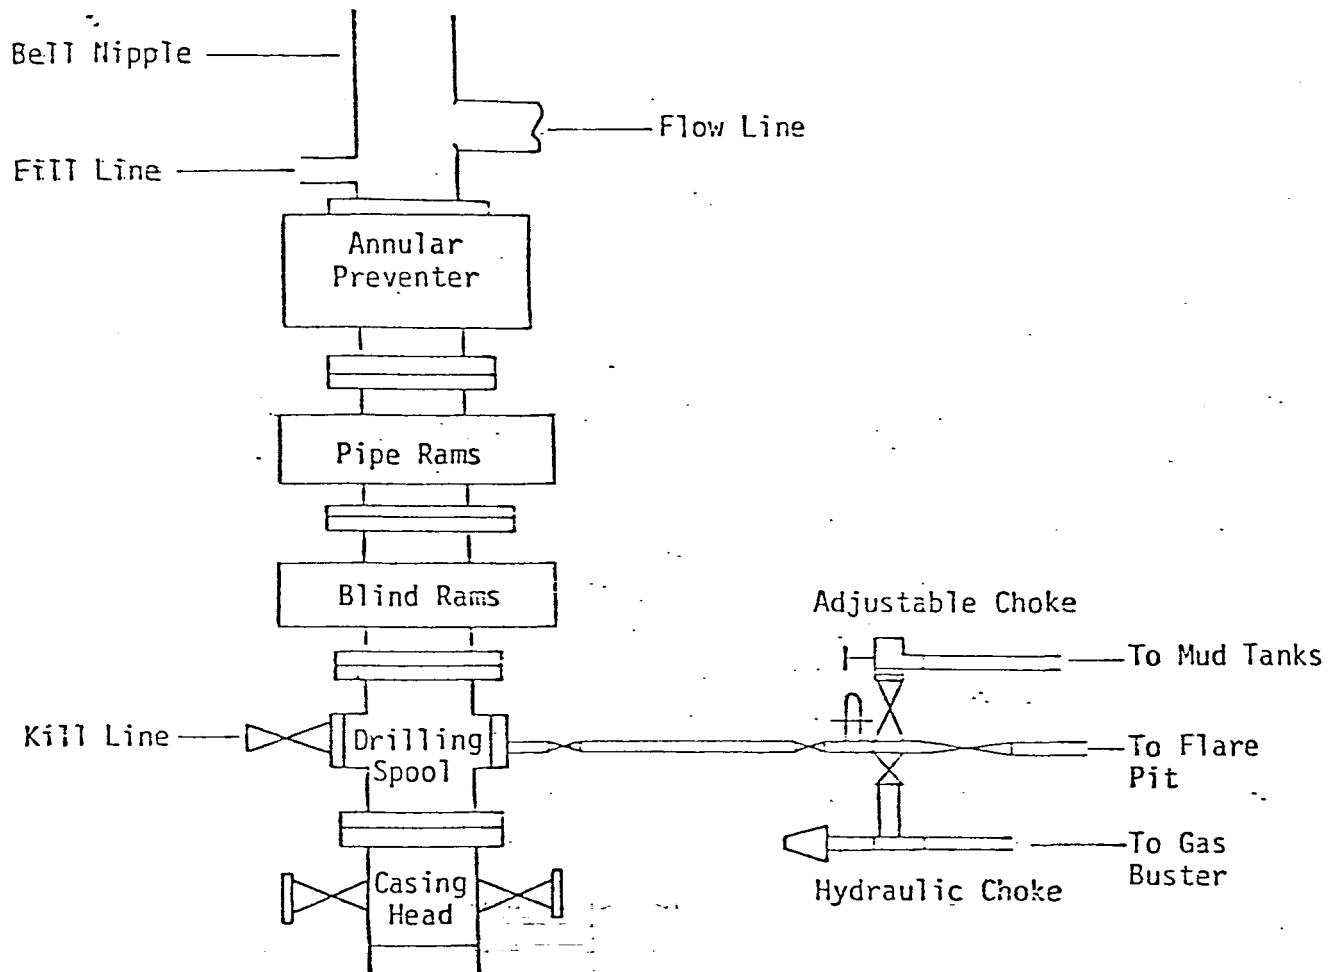 Bell Nipple
Flow Line
Fill Line
Annular
Preventer
Pipe Rams
Blind Rams
Adjustable Choke
To Mud Tanks
Kill Line
Drilling
Spool
To Flare
Pit
To Gas
Buster
Hydraulic Choke
Casing
Head